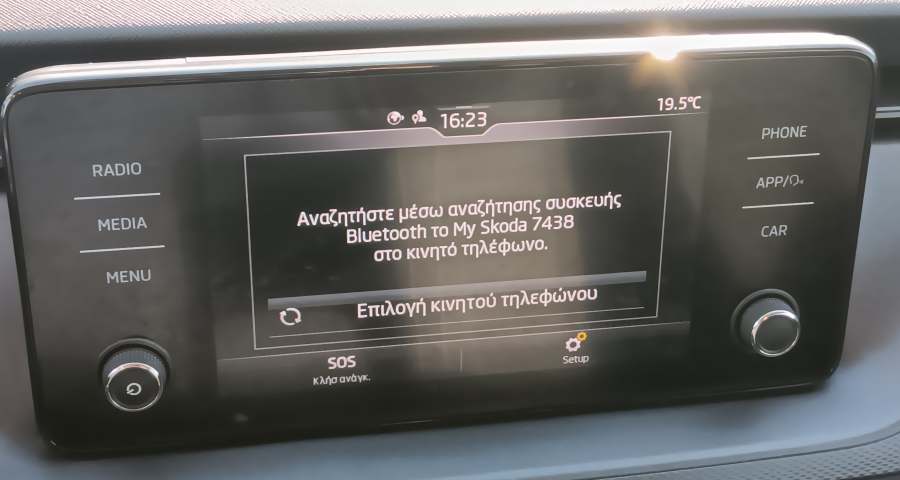 16:23
19.5°C
RADIO
MEDIA
MENU
Αναζητήστε μέσω αναζήτησης συσκευής
Bluetooth το My Skoda 7438
στο κινητό τηλέφωνο.
Επιλογή κινητού τηλεφώνου
SOS
Κλήσ ανάγκ.
Setup
PHONE
APP/
CAR